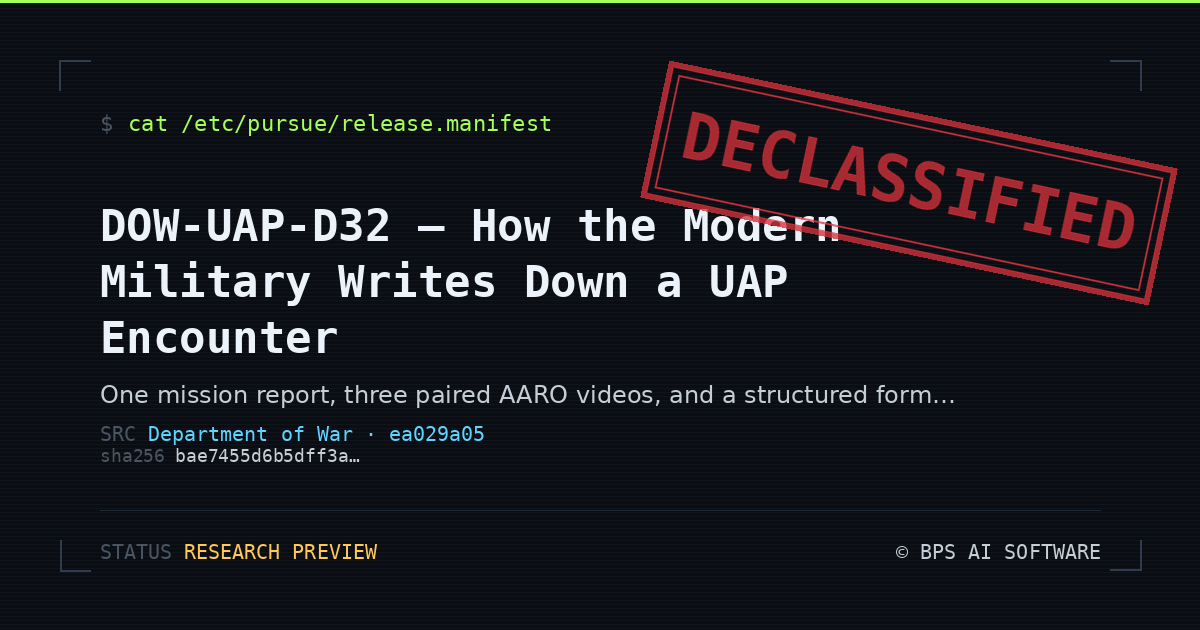 $ cat /etc/pursue/release.manifest
DECLASSIFIED
DOW-UAP-D32 — How the Modern
Military Writes Down a UAP
Encounter
One mission report, three paired AARO videos, and a structured form…
SRC Department of War · ea029a05
sha256 bae7455d6b5dff3a…
STATUS RESEARCH PREVIEW
© BPS AI SOFTWARE